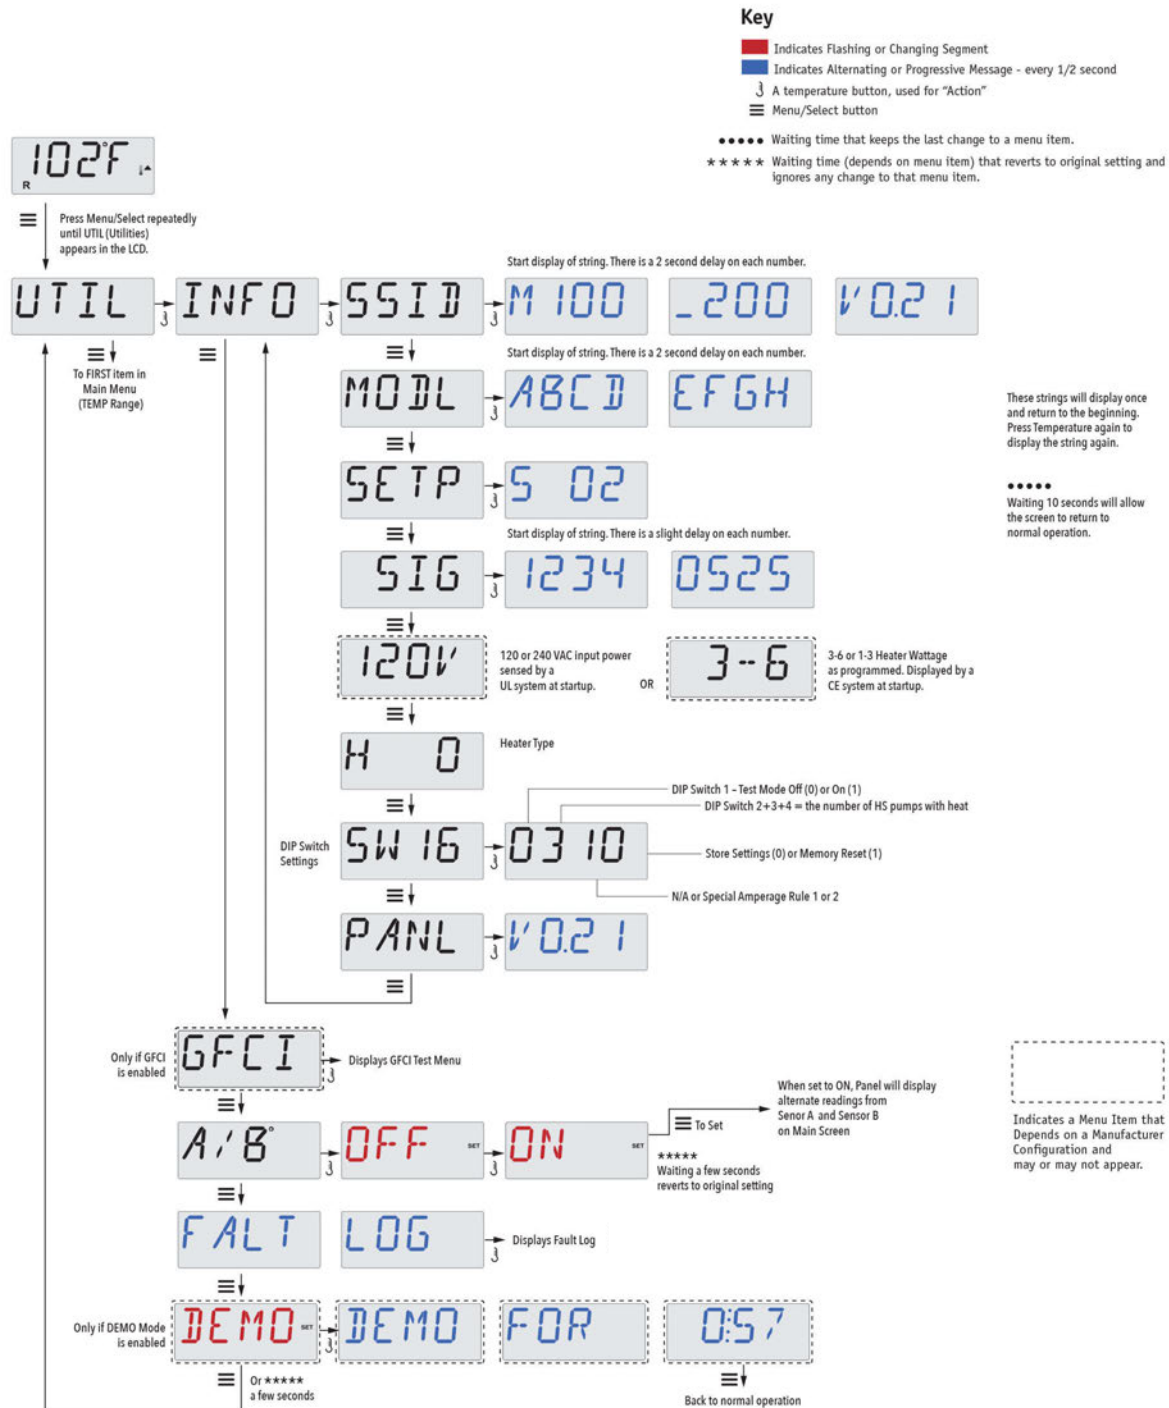 Key
Indicates Flashing or Changing Segment
Indicates Alternating or Progressive Message - every 1/2 second
A temperature button, used for "Action"
Menu/Select button
••••• Waiting time that keeps the last change to a menu item.
***** Waiting time (depends on menu item) that reverts to original setting and
ignores any change to that menu item.
102°F
R
Press Menu/Select repeatedly
until UTIL (Utilities)
appears in the LCD.
Start display of string. There is a 2 second delay on each number.
UTIL INFO SSID M100 _200 V0.21
To FIRST item in
Main Menu
(TEMP Range)
Start display of string. There is a 2 second delay on each number.
MODL ABCD EFGH
These strings will display once
and return to the beginning.
Press Temperature again to
display the string again.
•••••
Waiting 10 seconds will allow
the screen to return to
normal operation.
SETP S 02
Start display of string. There is a slight delay on each number.
SIG 1234 0525
120V
120 or 240 VAC input power
sensed by a
UL system at startup.
OR
3--6
3-6 or 1-3 Heater Wattage
as programmed. Displayed by a
CE system at startup.
H 0
Heater Type
DIP Switch 1 - Test Mode Off (0) or On (1)
DIP Switch 2+3+4 = the number of HS pumps with heat
DIP Switch
Settings
SW16 0310
Store Settings (0) or Memory Reset (1)
N/A or Special Amperage Rule 1 or 2
PANL V0.21
Only if GFCI
is enabled
GFCI
Displays GFCI Test Menu
A/B° OFF SET ON SET
To Set
When set to ON, Panel will display
alternate readings from
Senor A and Sensor B
on Main Screen
*****
Waiting a few seconds
reverts to original setting
Indicates a Menu Item that
Depends on a Manufacturer
Configuration and
may or may not appear.
FALT LOG
Displays Fault Log
Only if DEMO Mode
is enabled
DEMO SET DEMO FOR 0:57
Or *****
a few seconds
Back to normal operation